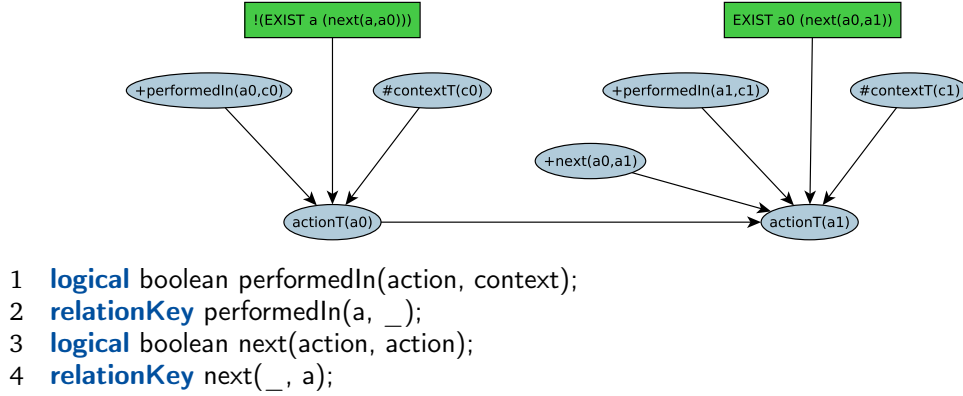 !(EXIST a (next(a,a0))) EXIST a0 (next(a0,a1))
+performedIn(a0,c0) #contextT(c0) +performedIn(a1,c1) #contextT(c1)
+next(a0,a1)
actionT(a0) actionT(a1)
1 logical boolean performedIn(action, context);
2 relationKey performedIn(a, _);
3 logical boolean next(action, action);
4 relationKey next(_, a);